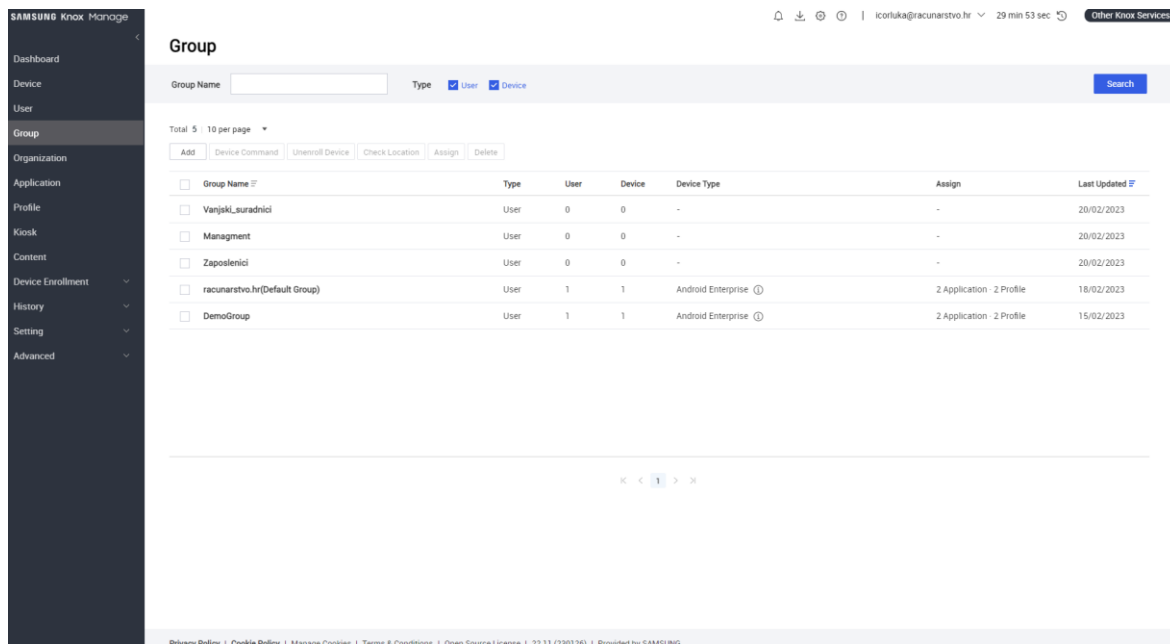 SAMSUNG Knox Manage
icorluka@racunarstvo.hr 29 min 53 sec Other Knox Services
Dashboard
Device
User
Group
Organization
Application
Profile
Kiosk
Content
Device Enrollment
History
Setting
Advanced
Group
Group Name Type User Device Search
Total 5 10 per page
Add Device Command Unenroll Device Check Location Assign Delete
Group Name Type User Device Device Type Assign Last Updated
Vanjski_suradnici User 0 0 - - 20/02/2023
Managment User 0 0 - - 20/02/2023
Zaposlenici User 0 0 - - 20/02/2023
racunarstvo.hr(Default Group) User 1 1 Android Enterprise 2 Application · 2 Profile 18/02/2023
DemoGroup User 1 1 Android Enterprise 2 Application · 2 Profile 15/02/2023
1
Privacy Policy | Cookie Policy | Manage Cookies | Terms & Conditions | Open Source License | 22.11 (230126) | Provided by SAMSUNG